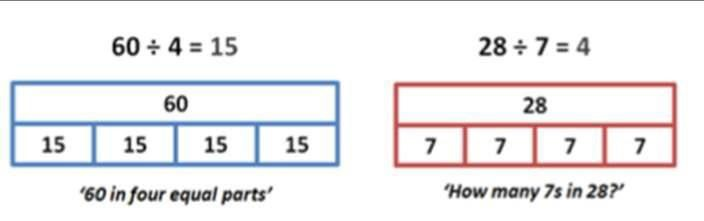 60 ÷ 4 = 15
60
15 15 15 15
‘60 in four equal parts’
28 ÷ 7 = 4
28
7 7 7 7
‘How many 7s in 28?’